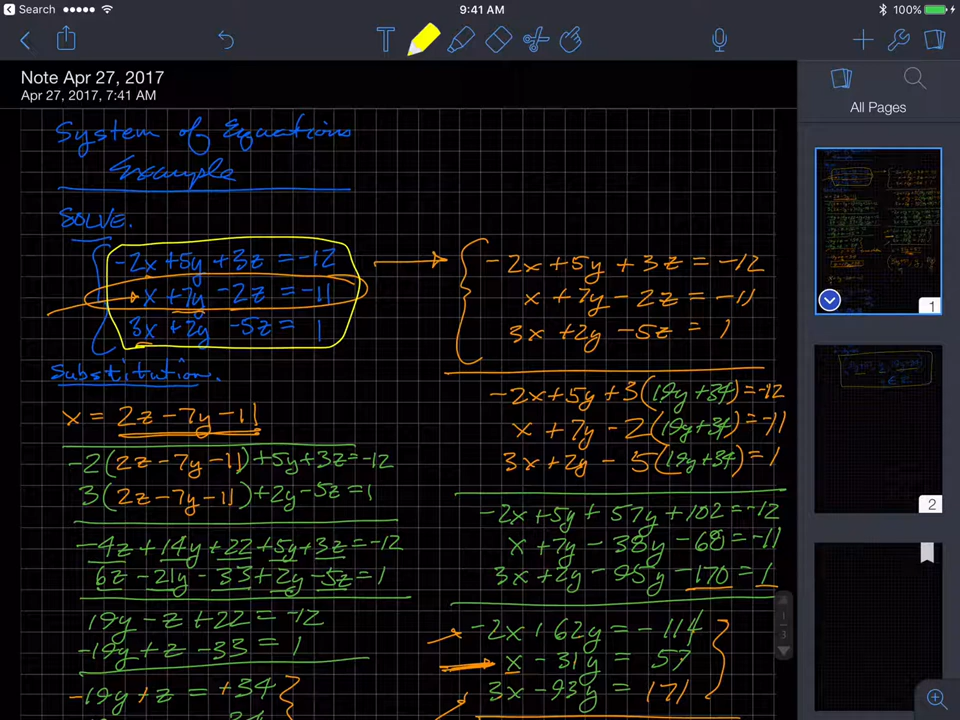 Search
9:41 AM
100%
T
Note Apr 27, 2017
Apr 27, 2017, 7:41 AM
All Pages
1
2
1
3
System of Equations
Example
SOLVE.
-2x +5y +3z = -12
x +7y -2z = -11
3x +2y -5z = 1
Substitution.
x = 2z -7y -11
-2(2z -7y -11)+5y+3z=-12
3(2z -7y -11)+2y-5z=1
-4z+14y+22+5y+3z=-12
6z-21y-33+2y-5z=1
19y -z +22 = -12
-19y +z -33 = 1
-19y+z = +34
-2x+5y+3z=-12
x+7y-2z=-11
3x+2y-5z=1
-2x+5y+3(19y+34)=-12
x+7y-2(19y+34)=-11
3x+2y-5(19y+34)=1
-2x+5y+57y+102=-12
x+7y-38y-68=-11
3x+2y-95y-170=1
-2x+62y=-114
x-31y=57
3x-93y=171